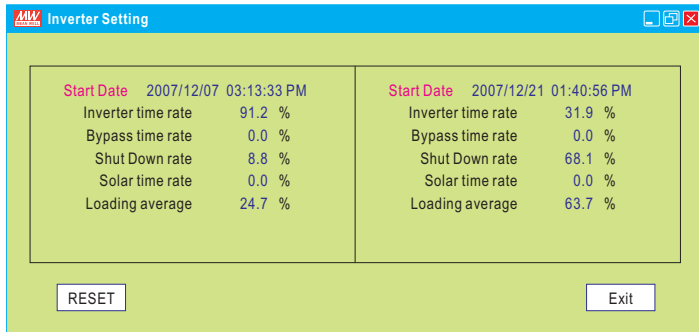 MW
MEAN WELL
Inverter Setting
Start Date 2007/12/07 03:13:33 PM
Inverter time rate 91.2 %
Bypass time rate 0.0 %
Shut Down rate 8.8 %
Solar time rate 0.0 %
Loading average 24.7 %
Start Date 2007/12/21 01:40:56 PM
Inverter time rate 31.9 %
Bypass time rate 0.0 %
Shut Down rate 68.1 %
Solar time rate 0.0 %
Loading average 63.7 %
RESET
Exit